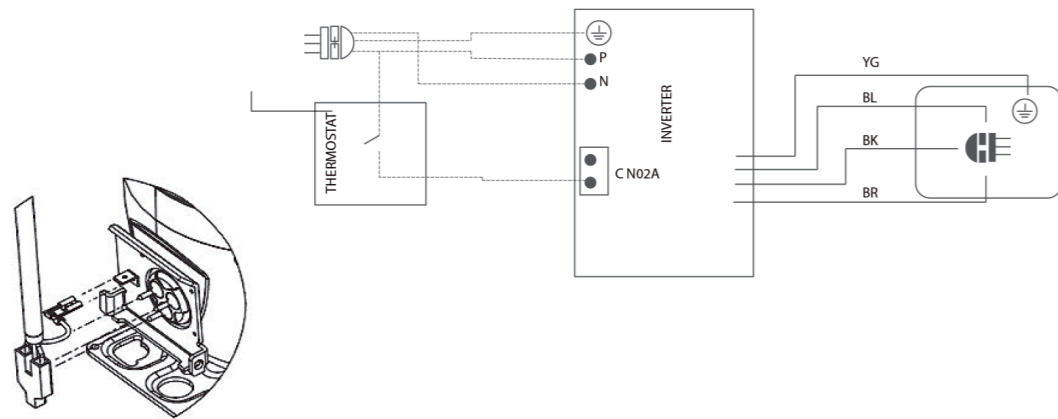 P
N
THERMOSTAT
C N02A
INVERTER
YG
BL
BK
BR